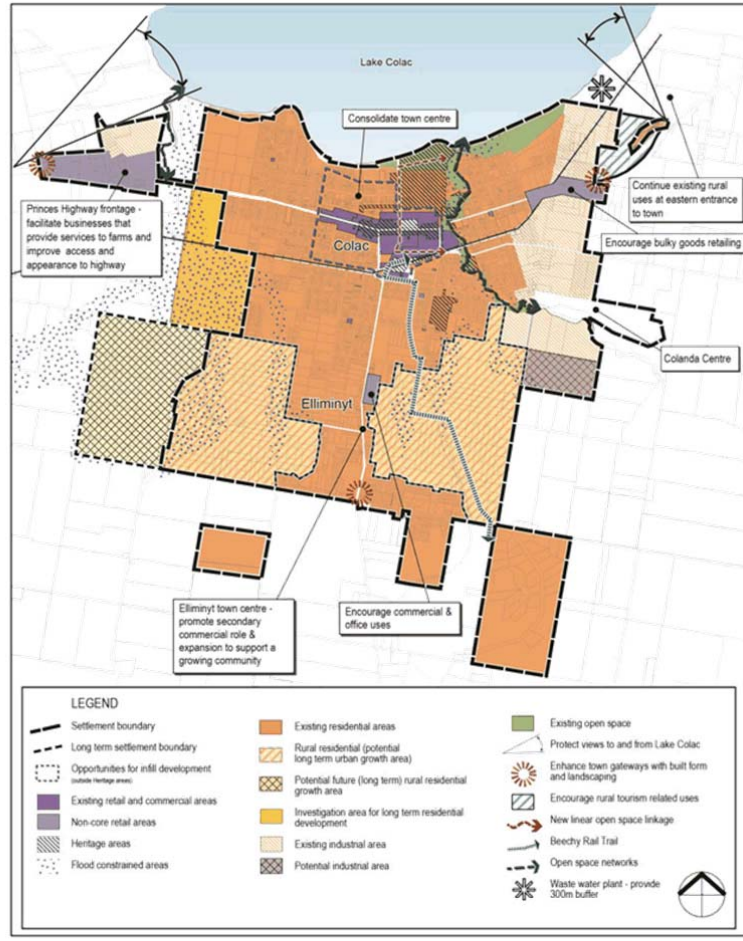 Lake Colac
Consolidate town centre
Continue existing rural
uses at eastern entrance
to town
Princes Highway frontage -
facilitate businesses that
provide services to farms and
improve access and
appearance to highway
Encourage bulky goods retailing
Colac
Colanda Centre
Elliminyt
Elliminyt town centre -
promote secondary
commercial role &
expansion to support a
growing community
Encourage commercial &
office uses
LEGEND
Settlement boundary
Long term settlement boundary
Opportunities for infill development
(outside Heritage areas)
Existing retail and commercial areas
Non-core retail areas
Heritage areas
Flood constrained areas
Existing residential areas
Rural residential (potential
long term urban growth area)
Potential future (long term) rural residential
growth area
Investigation area for long term residential
development
Existing industrial area
Potential industrial area
Existing open space
Protect views to and from Lake Colac
Enhance town gateways with built form
and landscaping
Encourage rural tourism related uses
New linear open space linkage
Beechy Rail Trail
Open space networks
Waste water plant - provide
300m buffer